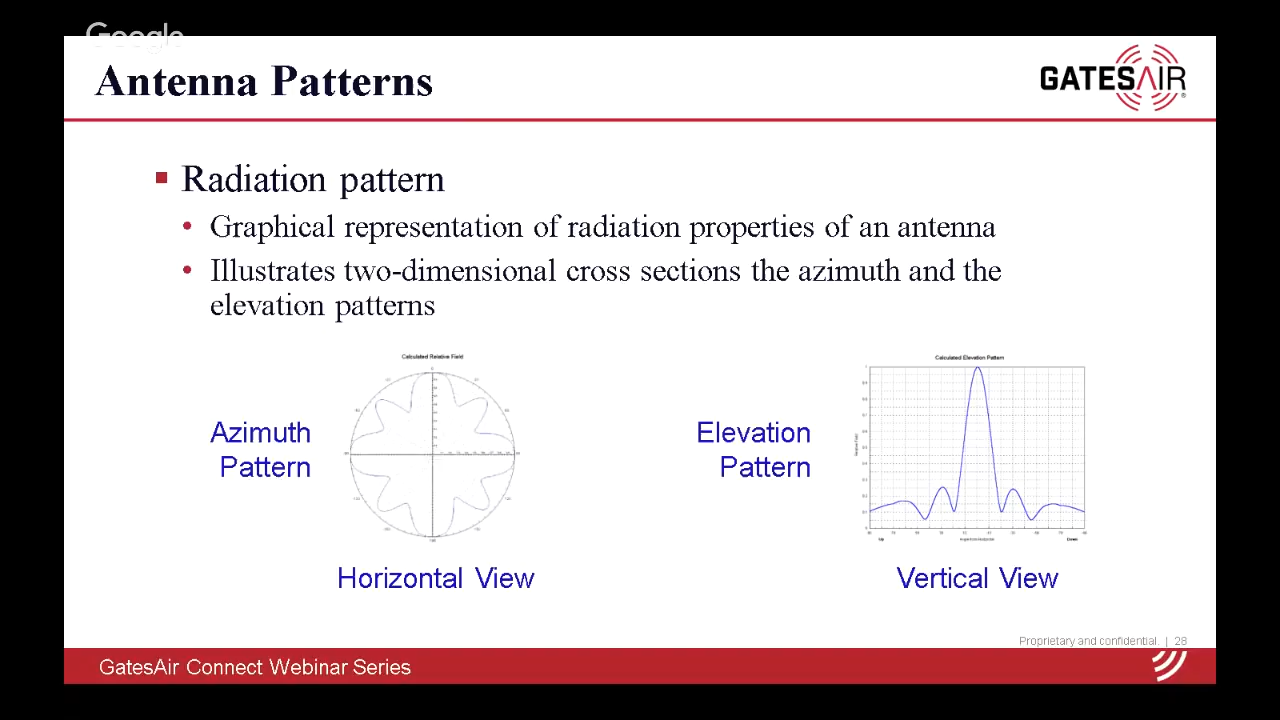 Google
Antenna Patterns
GATESAIR
Radiation pattern
Graphical representation of radiation properties of an antenna
Illustrates two-dimensional cross sections the azimuth and the
elevation patterns
Calculated Relative Field
Calculated Elevation Pattern
Azimuth
Pattern
Elevation
Pattern
Up
Down
Horizontal View
Vertical View
Proprietary and confidential. | 28
GatesAir Connect Webinar Series